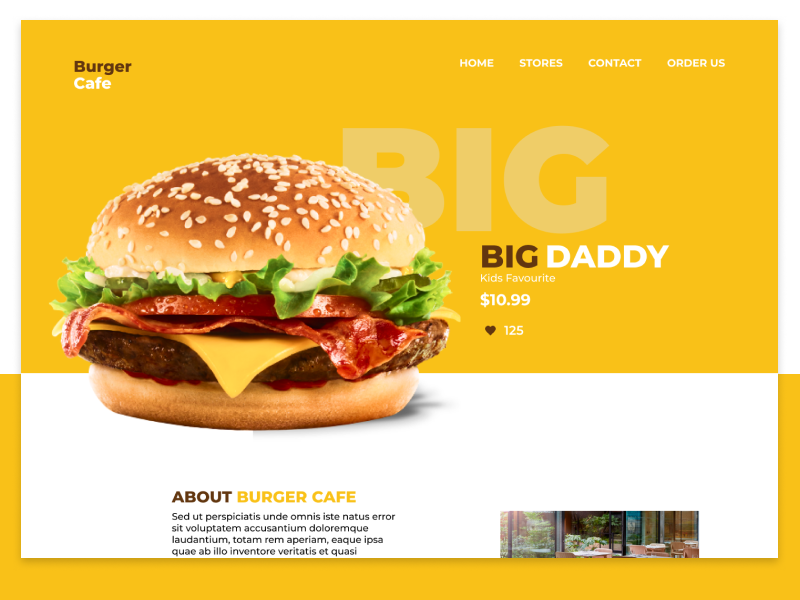 Burger
Cafe
HOME STORES CONTACT ORDER US
BIG
BIG DADDY
Kids Favourite
$10.99
125
ABOUT BURGER CAFE
Sed ut perspiciatis unde omnis iste natus error
sit voluptatem accusantium doloremque
laudantium, totam rem aperiam, eaque ipsa
quae ab illo inventore veritatis et quasi